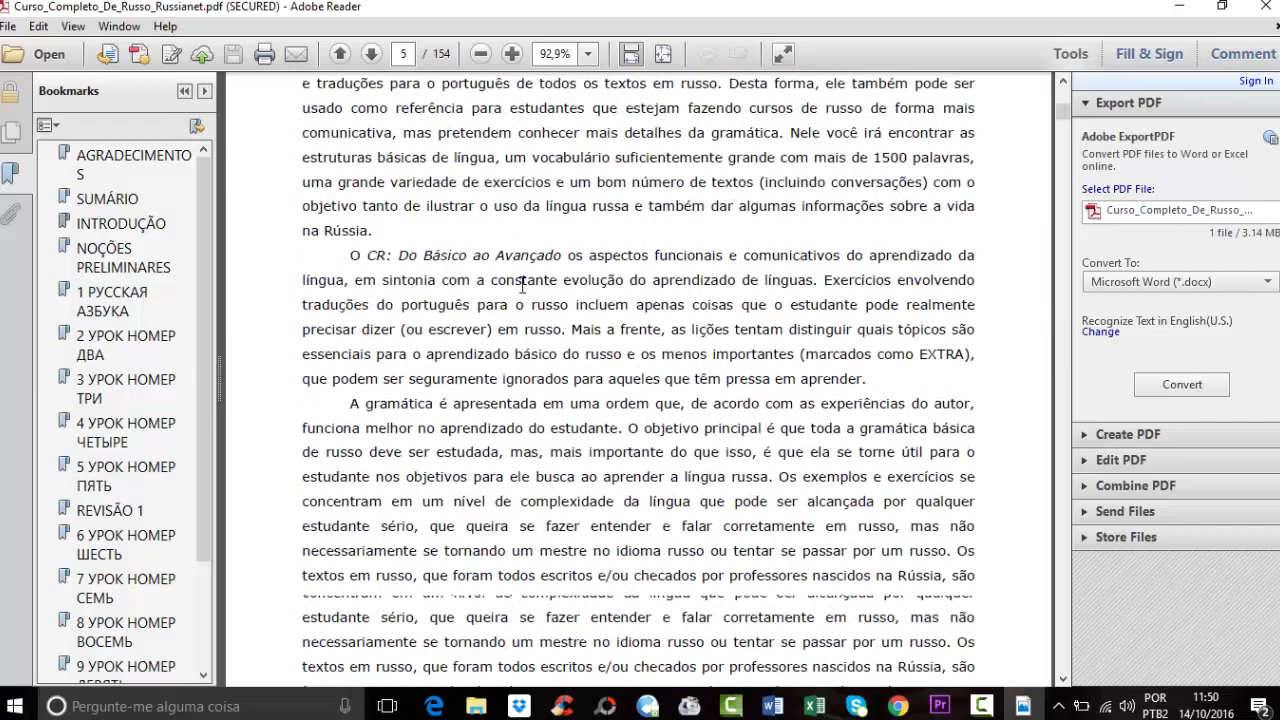 Curso_Completo_De_Russo_Russianet.pdf (SECURED) - Adobe Reader
File Edit View Window Help
Open 5 / 154 92,9% Tools Fill & Sign Comment
Sign In
Bookmarks
AGRADECIMENTO
S
SUMÁRIO
INTRODUÇÃO
NOÇÕES
PRELIMINARES
1 РУССКАЯ
АЗБУКА
2 УРОК НОМЕР
ДВА
3 УРОК НОМЕР
ТРИ
4 УРОК НОМЕР
ЧЕТЫРЕ
5 УРОК НОМЕР
ПЯТЬ
REVISÃO 1
6 УРОК НОМЕР
ШЕСТЬ
7 УРОК НОМЕР
СЕМЬ
8 УРОК НОМЕР
ВОСЕМЬ
9 УРОК НОМЕР
e traduções para o português de todos os textos em russo. Desta forma, ele também pode ser
usado como referência para estudantes que estejam fazendo cursos de russo de forma mais
comunicativa, mas pretendem conhecer mais detalhes da gramática. Nele você irá encontrar as
estruturas básicas de língua, um vocabulário suficientemente grande com mais de 1500 palavras,
uma grande variedade de exercícios e um bom número de textos (incluindo conversações) com o
objetivo tanto de ilustrar o uso da língua russa e também dar algumas informações sobre a vida
na Rússia.
O CR: Do Básico ao Avançado os aspectos funcionais e comunicativos do aprendizado da
língua, em sintonia com a constante evolução do aprendizado de línguas. Exercícios envolvendo
traduções do português para o russo incluem apenas coisas que o estudante pode realmente
precisar dizer (ou escrever) em russo. Mais a frente, as lições tentam distinguir quais tópicos são
essenciais para o aprendizado básico do russo e os menos importantes (marcados como EXTRA),
que podem ser seguramente ignorados para aqueles que têm pressa em aprender.
A gramática é apresentada em uma ordem que, de acordo com as experiências do autor,
funciona melhor no aprendizado do estudante. O objetivo principal é que toda a gramática básica
de russo deve ser estudada, mas, mais importante do que isso, é que ela se torne útil para o
estudante nos objetivos para ele busca ao aprender a língua russa. Os exemplos e exercícios se
concentram em um nível de complexidade da língua que pode ser alcançada por qualquer
estudante sério, que queira se fazer entender e falar corretamente em russo, mas não
necessariamente se tornando um mestre no idioma russo ou tentar se passar por um russo. Os
textos em russo, que foram todos escritos e/ou checados por professores nascidos na Rússia, são
estudante sério, que queira se fazer entender e falar corretamente em russo, mas não
necessariamente se tornando um mestre no idioma russo ou tentar se passar por um russo. Os
textos em russo, que foram todos escritos e/ou checados por professores nascidos na Rússia, são
Export PDF
Adobe ExportPDF
Convert PDF files to Word or Excel
online.
Select PDF File:
Curso_Completo_De_Russo_...
1 file / 3.14 MB
Convert To:
Microsoft Word (*.docx)
Recognize Text in English(U.S.)
Change
Convert
Create PDF
Edit PDF
Combine PDF
Send Files
Store Files
Pergunte-me alguma coisa
Pr
POR
PTB2
11:50
14/10/2016
2